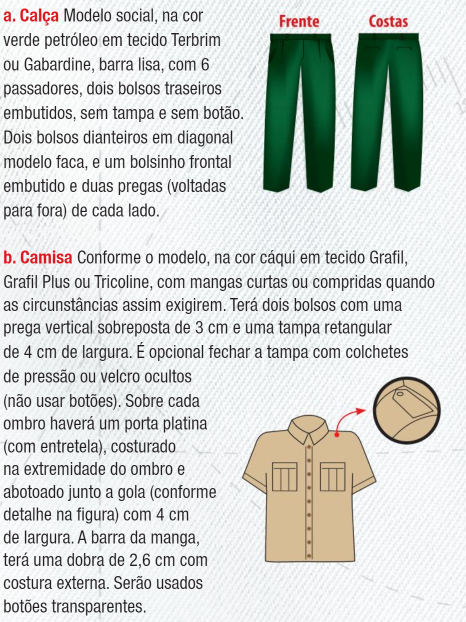 a. Calça Modelo social, na cor
verde petróleo em tecido Terbrim
ou Gabardine, barra lisa, com 6
passadores, dois bolsos traseiros
embutidos, sem tampa e sem botão.
Dois bolsos dianteiros em diagonal
modelo faca, e um bolsinho frontal
embutido e duas pregas (voltadas
para fora) de cada lado.
Frente
Costas
b. Camisa Conforme o modelo, na cor cáqui em tecido Grafil,
Grafil Plus ou Tricoline, com mangas curtas ou compridas quando
as circunstâncias assim exigirem. Terá dois bolsos com uma
prega vertical sobreposta de 3 cm e uma tampa retangular
de 4 cm de largura. É opcional fechar a tampa com colchetes
de pressão ou velcro ocultos
(não usar botões). Sobre cada
ombro haverá um porta platina
(com entretela), costurado
na extremidade do ombro e
abotoado junto a gola (conforme
detalhe na figura) com 4 cm
de largura. A barra da manga,
terá uma dobra de 2,6 cm com
costura externa. Serão usados
botões transparentes.